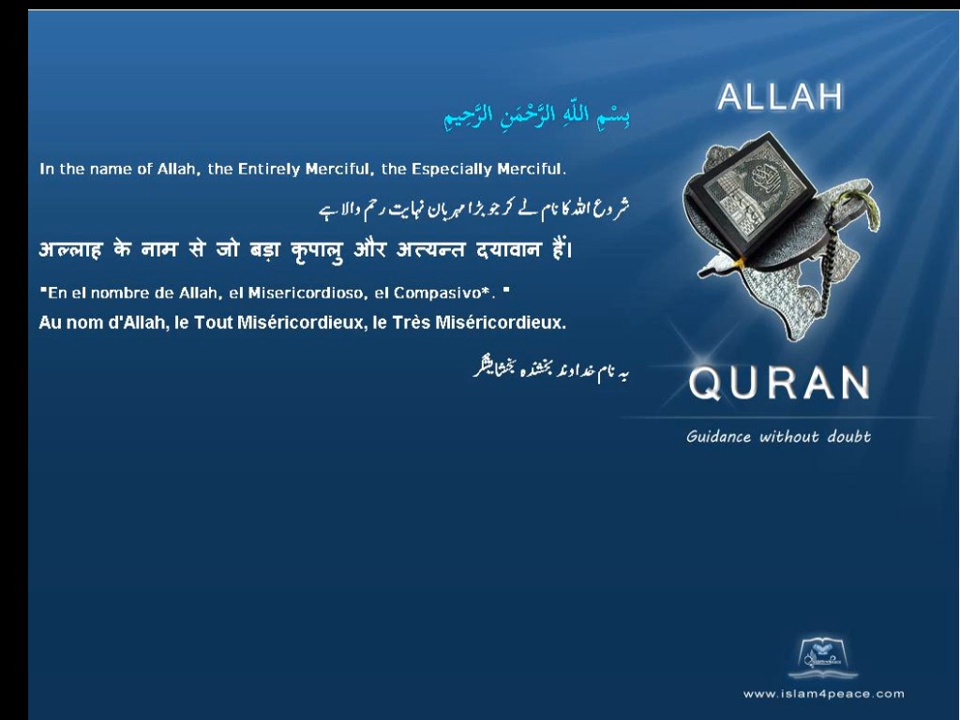 بِسْمِ اللَّهِ الرَّحْمَنِ الرَّحِيمِ
In the name of Allah, the Entirely Merciful, the Especially Merciful.
شروع اللہ کا نام لے کر جو بڑا مہربان نہایت رحم والا ہے
अल्लाह के नाम से जो बड़ा कृपालु और अत्यन्त दयावान हैं।
"En el nombre de Allah, el Misericordioso, el Compasivo*. "
Au nom d'Allah, le Tout Miséricordieux, le Très Miséricordieux.
به نام خداوند بخشنده بخشایشگر
ALLAH
QURAN
Guidance without doubt
www.islam4peace.com